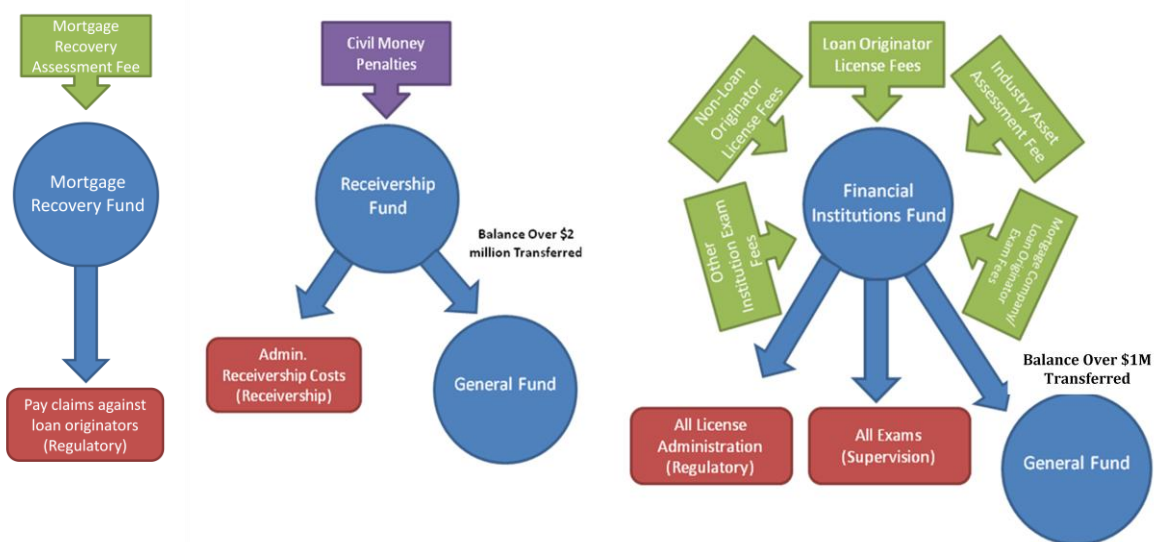 Mortgage
Recovery
Assessment Fee
Mortgage
Recovery Fund
Pay claims against
loan originators
(Regulatory)
Civil Money
Penalties
Receivership
Fund
Balance Over $2
million Transferred
Admin.
Receivership Costs
(Receivership)
General Fund
Loan Originator
License Fees
Non-Loan
Originator
License Fees
Industry Asset
Assessment Fee
Financial
Institutions Fund
Other
Institution Exam
Fees
Mortgage Company/
Loan Originator
Exam Fees
Balance Over $1M
Transferred
All License
Administration
(Regulatory)
All Exams
(Supervision)
General Fund